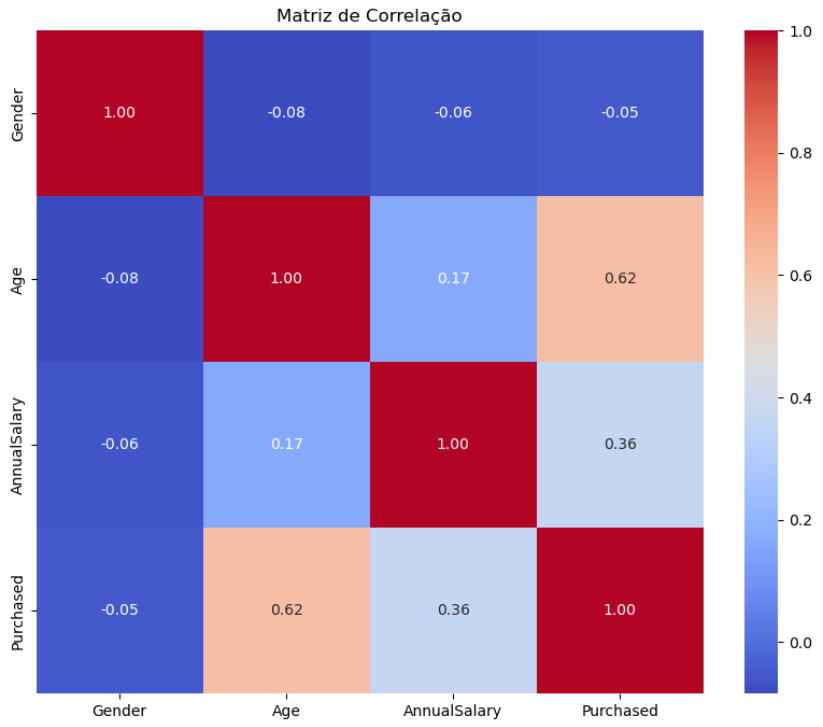 Matriz de Correlação
Gender 1.00 -0.08 -0.06 -0.05
Age -0.08 1.00 0.17 0.62
AnnualSalary -0.06 0.17 1.00 0.36
Purchased -0.05 0.62 0.36 1.00
Gender Age AnnualSalary Purchased
1.0
0.8
0.6
0.4
0.2
0.0